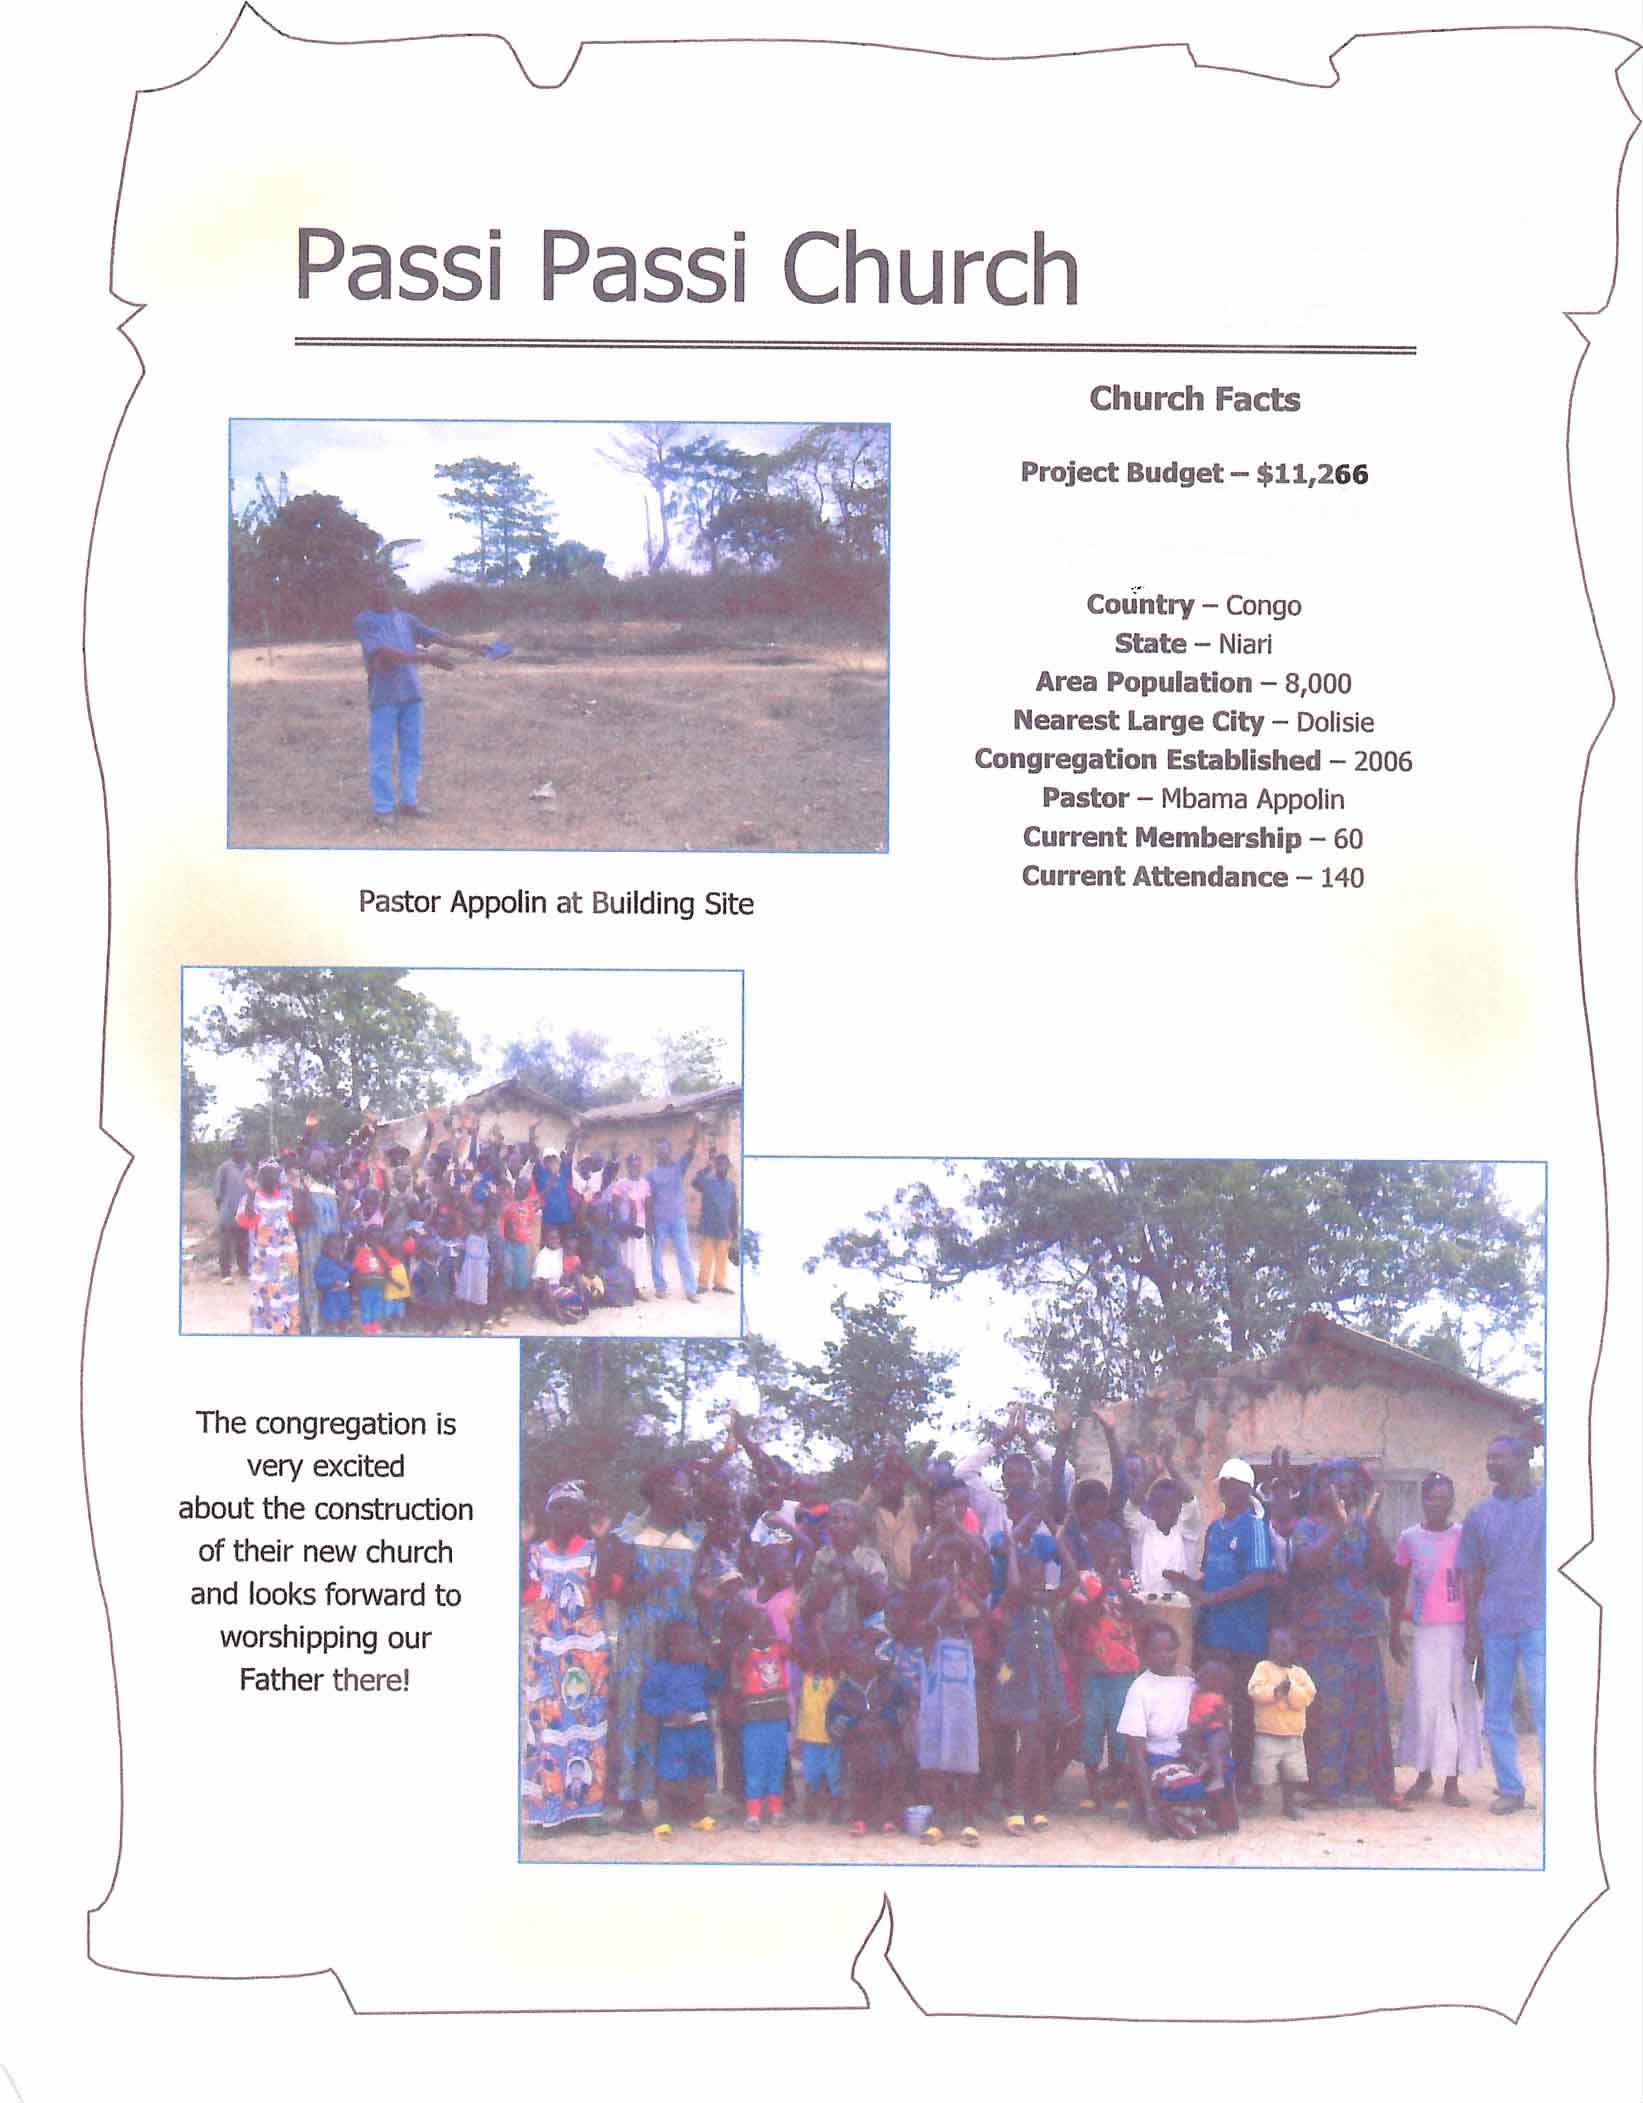 Passi Passi Church
Church Facts
Project Budget – $11,266
Country – Congo
State – Niari
Area Population – 8,000
Nearest Large City – Dolisie
Congregation Established – 2006
Pastor – Mbama Appolin
Current Membership – 60
Current Attendance – 140
Pastor Appolin at Building Site
The congregation is
very excited
about the construction
of their new church
and looks forward to
worshipping our
Father there!